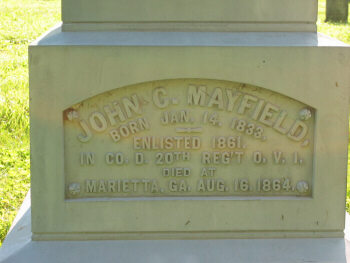 JOHN C. MAYFIELD,
BORN JAN. 14. 1833.
ENLISTED 1861.
IN CO. D. 20TH REG'T O. V. I.
DIED AT
MARIETTA, GA. AUG. 16. 1864.